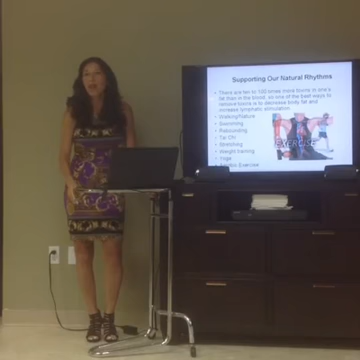 Supporting Our Natural Rhythms
• There are ten to 100 times more toxins in one's
fat than in the blood, so one of the best ways to
remove toxins is to decrease body fat and
increase lymphatic stimulation.
• Walking/Nature
• Swimming
• Rebounding
• Tai Chi
• Stretching
• Weight training
• Yoga
Exercise
EXERCISE